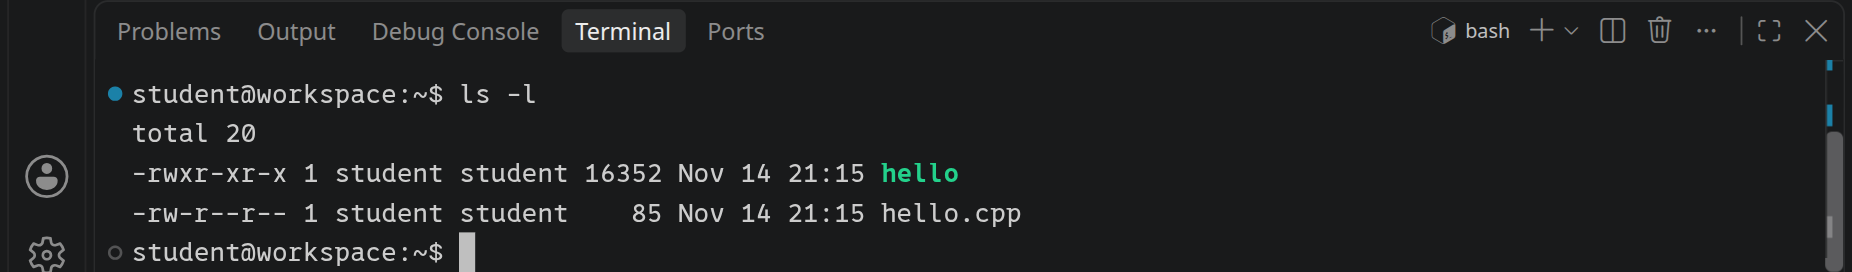 Problems Output Debug Console Terminal Ports bash
student@workspace:~$ ls -l
total 20
-rwxr-xr-x 1 student student 16352 Nov 14 21:15 hello
-rw-r--r-- 1 student student    85 Nov 14 21:15 hello.cpp
student@workspace:~$